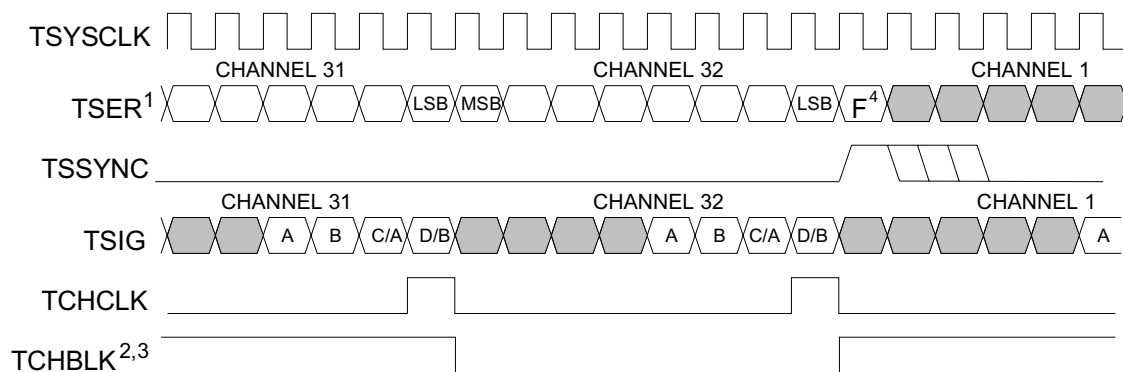 TSYSCLK
CHANNEL 31 CHANNEL 32 CHANNEL 1
TSER1 LSB MSB LSB F4
TSSYNC
CHANNEL 31 CHANNEL 32 CHANNEL 1
TSIG A B C/A D/B A B C/A D/B A
TCHCLK
TCHBLK2,3